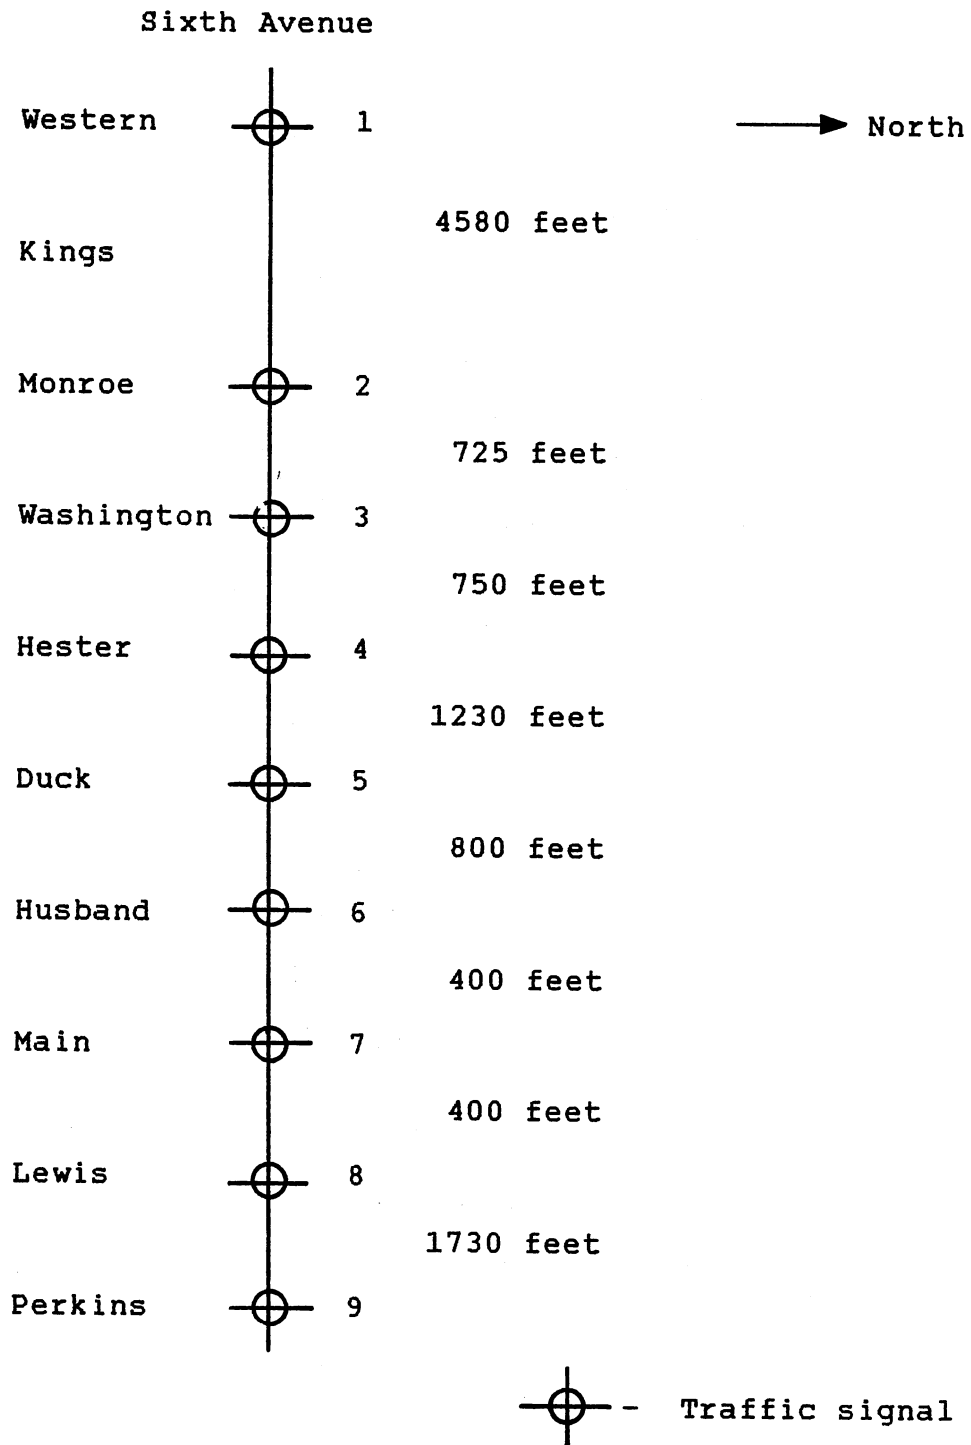 Sixth Avenue
Western 1
North
4580 feet
Kings
Monroe 2
725 feet
Washington 3
750 feet
Hester 4
1230 feet
Duck 5
800 feet
Husband 6
400 feet
Main 7
400 feet
Lewis 8
1730 feet
Perkins 9
- Traffic signal